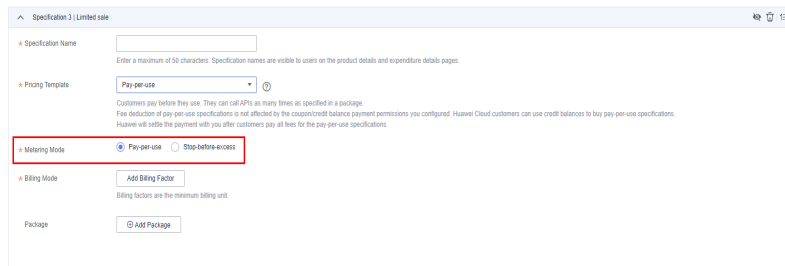 Specification 3 | Limited sale
* Specification Name
Enter a maximum of 50 characters. Specification names are visible to users on the product details and expenditure details pages.
* Pricing Template Pay-per-use
Customers pay before they use. They can call APIs as many times as specified in a package.
Fee deduction of pay-per-use specifications is not affected by the coupon/credit balance payment permissions you configured. Huawei Cloud customers can use credit balances to buy pay-per-use specifications.
Huawei will settle the payment with you after customers pay all fees for the pay-per-use specifications.
* Metering Mode Pay-per-use Stop-before-excess
* Billing Mode Add Billing Factor
Billing factors are the minimum billing unit.
Package Add Package